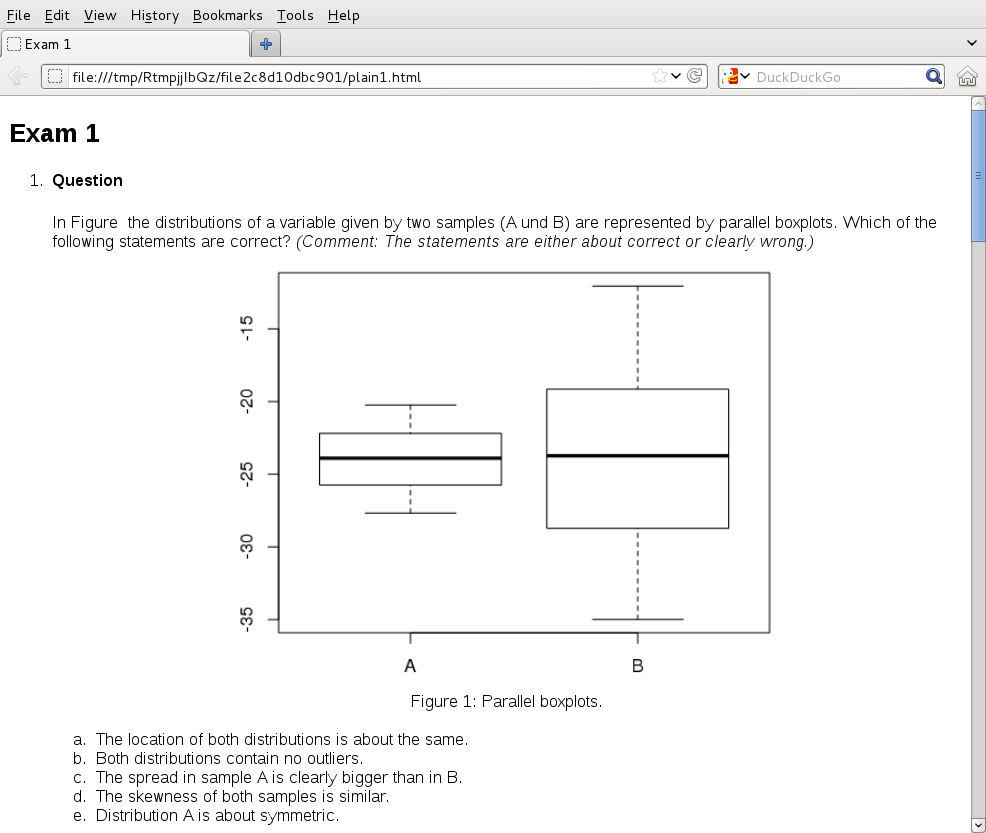 File Edit View History Bookmarks Tools Help
Exam 1
file:///tmp/RtmpjjIbQz/file2c8d10dbc901/plain1.html
DuckDuckGo
Exam 1
1. Question
In Figure the distributions of a variable given by two samples (A und B) are represented by parallel boxplots. Which of the
following statements are correct? (Comment: The statements are either about correct or clearly wrong.)
-15
-20
-25
-30
-35
A B
Figure 1: Parallel boxplots.
a. The location of both distributions is about the same.
b. Both distributions contain no outliers.
c. The spread in sample A is clearly bigger than in B.
d. The skewness of both samples is similar.
e. Distribution A is about symmetric.